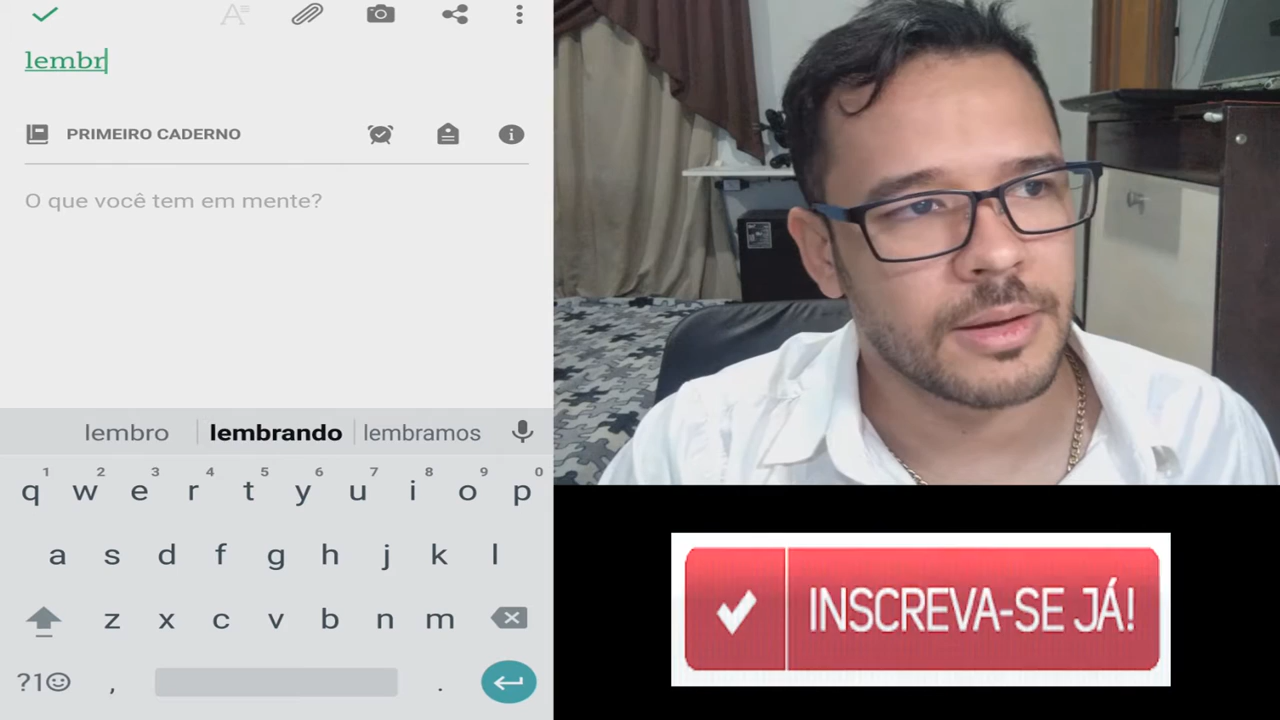 lembr
PRIMEIRO CADERNO
O que você tem em mente?
lembro lembrando lembramos
1 2 3 4 5 6 7 8 9 0
q w e r t y u i o p
a s d f g h j k l
z x c v b n m
?1 , .
INSCREVA-SE JÁ!